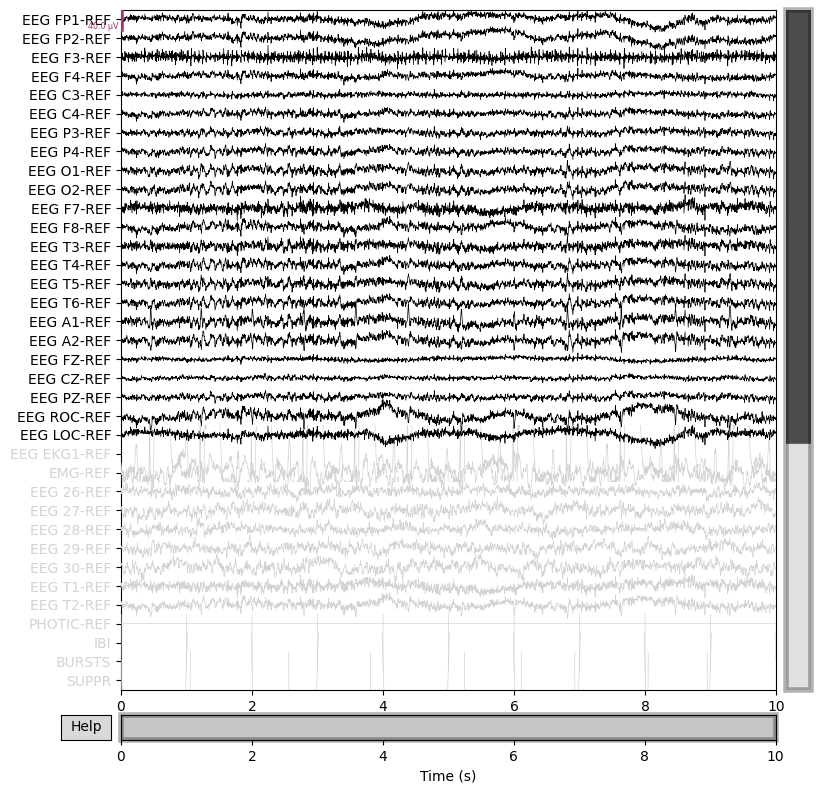 EEG FP1-REF
40.0 µV
EEG FP2-REF
EEG F3-REF
EEG F4-REF
EEG C3-REF
EEG C4-REF
EEG P3-REF
EEG P4-REF
EEG O1-REF
EEG O2-REF
EEG F7-REF
EEG F8-REF
EEG T3-REF
EEG T4-REF
EEG T5-REF
EEG T6-REF
EEG A1-REF
EEG A2-REF
EEG FZ-REF
EEG CZ-REF
EEG PZ-REF
EEG ROC-REF
EEG LOC-REF
EEG EKG1-REF
EMG-REF
EEG 26-REF
EEG 27-REF
EEG 28-REF
EEG 29-REF
EEG 30-REF
EEG T1-REF
EEG T2-REF
PHOTIC-REF
IBI
BURSTS
SUPPR
0 2 4 6 8 10
Help
0 2 4 6 8 10
Time (s)